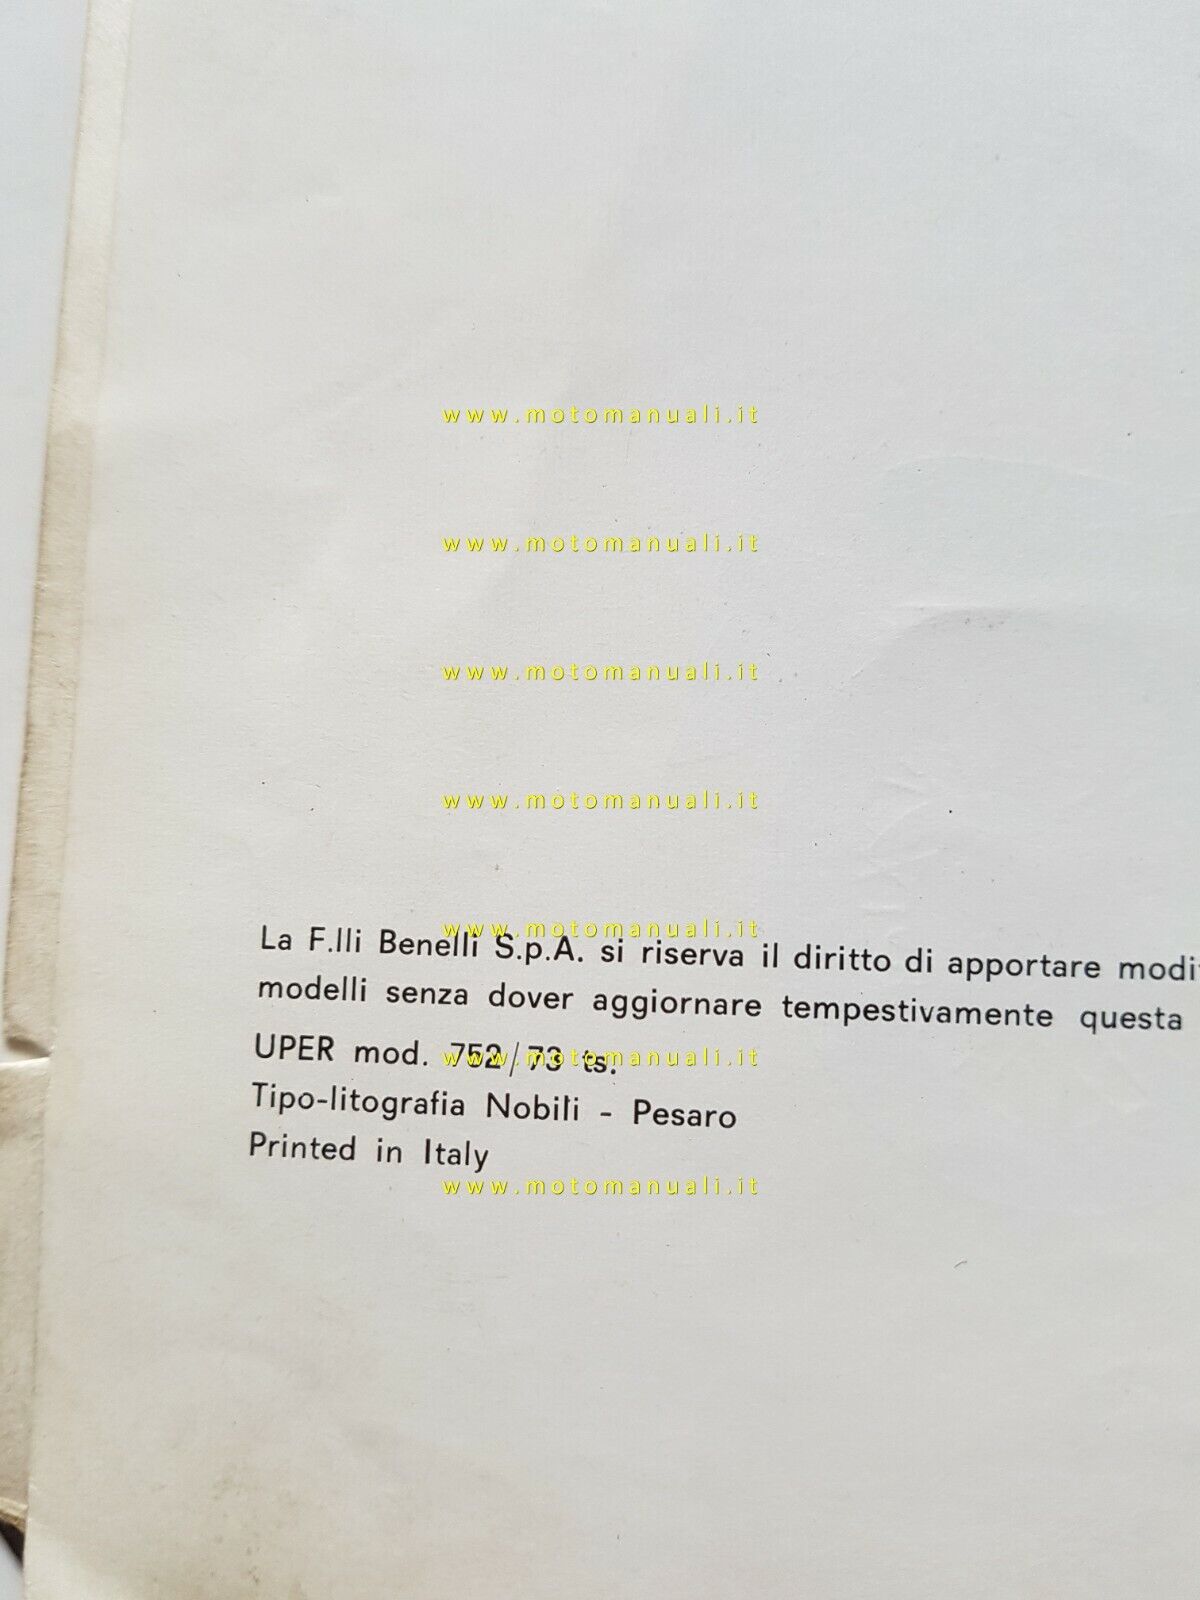 www.motomanuali.it
www.motomanuali.it
www.motomanuali.it
www.motomanuali.it
www.motomanuali.it
La F.lli Benelli S.p.A. si riserva il diritto di apportare modi
modelli senza dover aggiornare tempestivamente questa
www.motomanuali.it
UPER mod. 752/73 ts.
Tipo-litografia Nobili - Pesaro
Printed in Italy
www.motomanuali.it